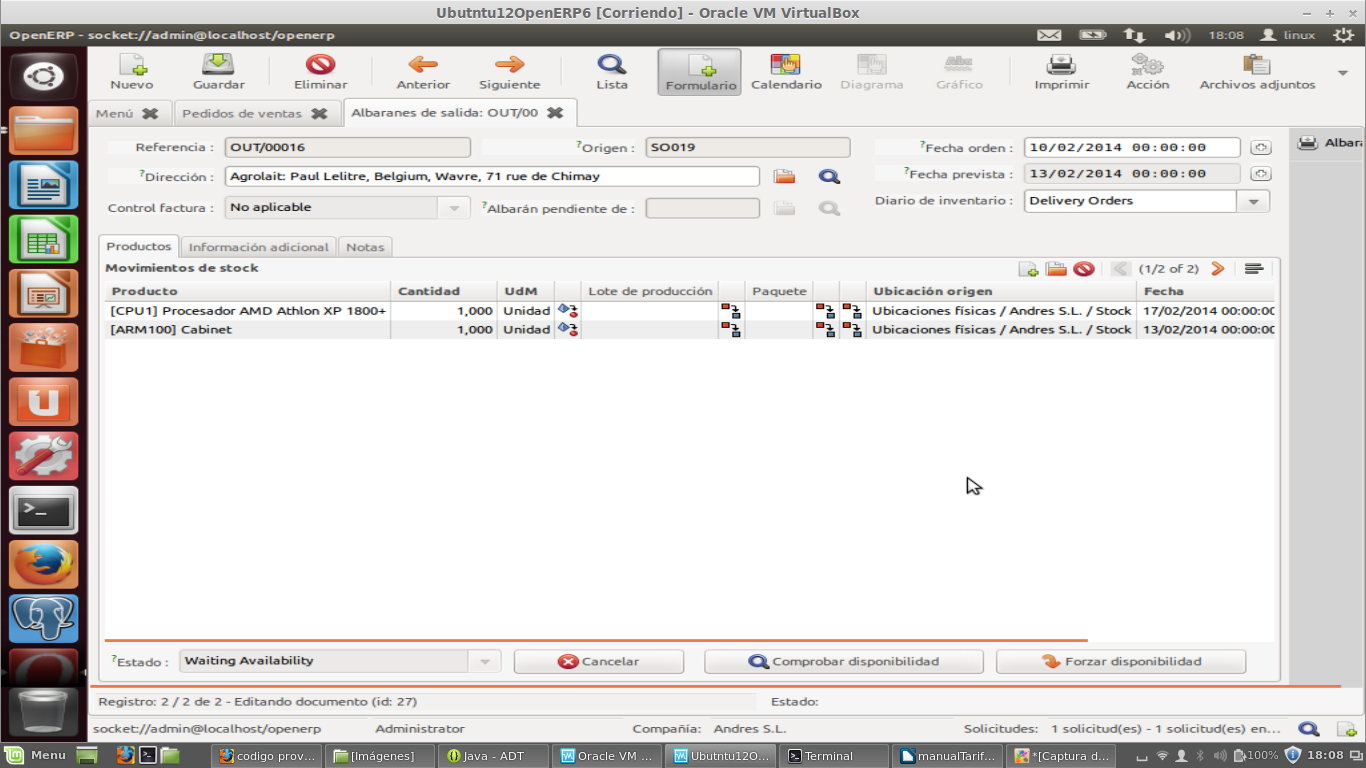 Ubutntu12OpenERP6 [Corriendo] - Oracle VM VirtualBox
OpenERP - socket://admin@localhost/openerp 18:08 linux
Nuevo Guardar Eliminar Anterior Siguiente Lista Formulario Calendario Diagrama Abc Gráfico Imprimir Acción Archivos adjuntos
Menú Pedidos de ventas Albaranes de salida: OUT/00
Referencia : OUT/00016 ?Origen : SO019 ?Fecha orden : 10/02/2014 00:00:00
Albar
?Dirección : Agrolait: Paul Lelitre, Belgium, Wavre, 71 rue de Chimay ?Fecha prevista : 13/02/2014 00:00:00
Control factura : No aplicable ?Albarán pendiente de : Diario de inventario : Delivery Orders
Productos Información adicional Notas
Movimientos de stock (1/2 of 2)
Producto Cantidad UdM Lote de producción Paquete Ubicación origen Fecha
[CPU1] Procesador AMD Athlon XP 1800+ 1,000 Unidad Ubicaciones físicas / Andres S.L. / Stock 17/02/2014 00:00:00
[ARM100] Cabinet 1,000 Unidad Ubicaciones físicas / Andres S.L. / Stock 13/02/2014 00:00:00
?Estado : Waiting Availability Cancelar Comprobar disponibilidad Forzar disponibilidad
Registro: 2 / 2 de 2 - Editando documento (id: 27) Estado:
socket://admin@localhost/openerp Administrator Compañía: Andres S.L. Solicitudes: 1 solicitud(es) - 1 solicitud(es) en...
Menu codigo prov... [Imágenes] Java - ADT Oracle VM ... Ubutntu12O... Terminal manualTarif... *[Captura d... 100% 18:08